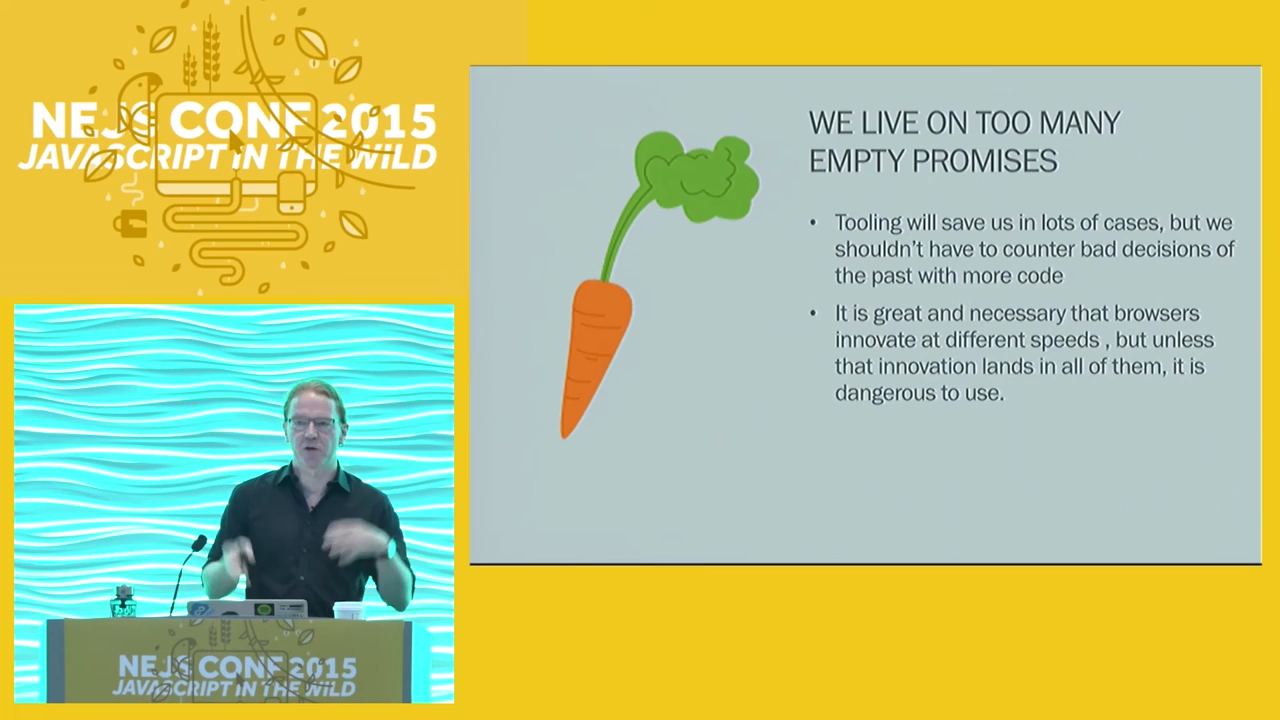 NEJS CONF 2015
JAVASCRIPT IN THE WILD
WE LIVE ON TOO MANY
EMPTY PROMISES
• Tooling will save us in lots of cases, but we
shouldn't have to counter bad decisions of
the past with more code
• It is great and necessary that browsers
innovate at different speeds , but unless
that innovation lands in all of them, it is
dangerous to use.
NEJS CONF 2015
JAVASCRIPT IN THE WILD